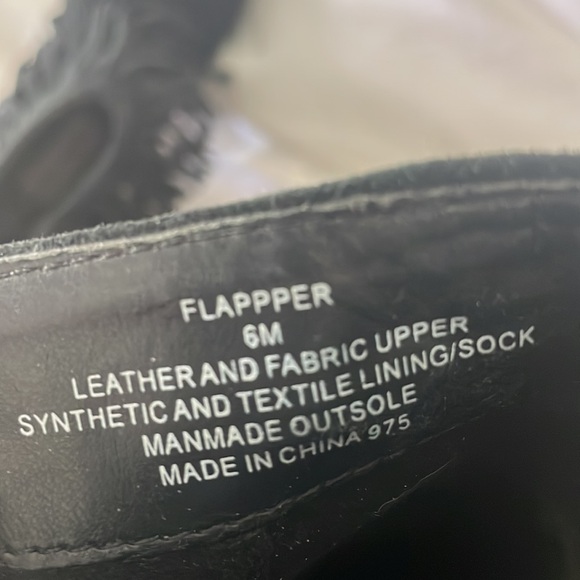 FLAPPPER
6M
LEATHER AND FABRIC UPPER
SYNTHETIC AND TEXTILE LINING/SOCK
MANMADE OUTSOLE
MADE IN CHINA 975